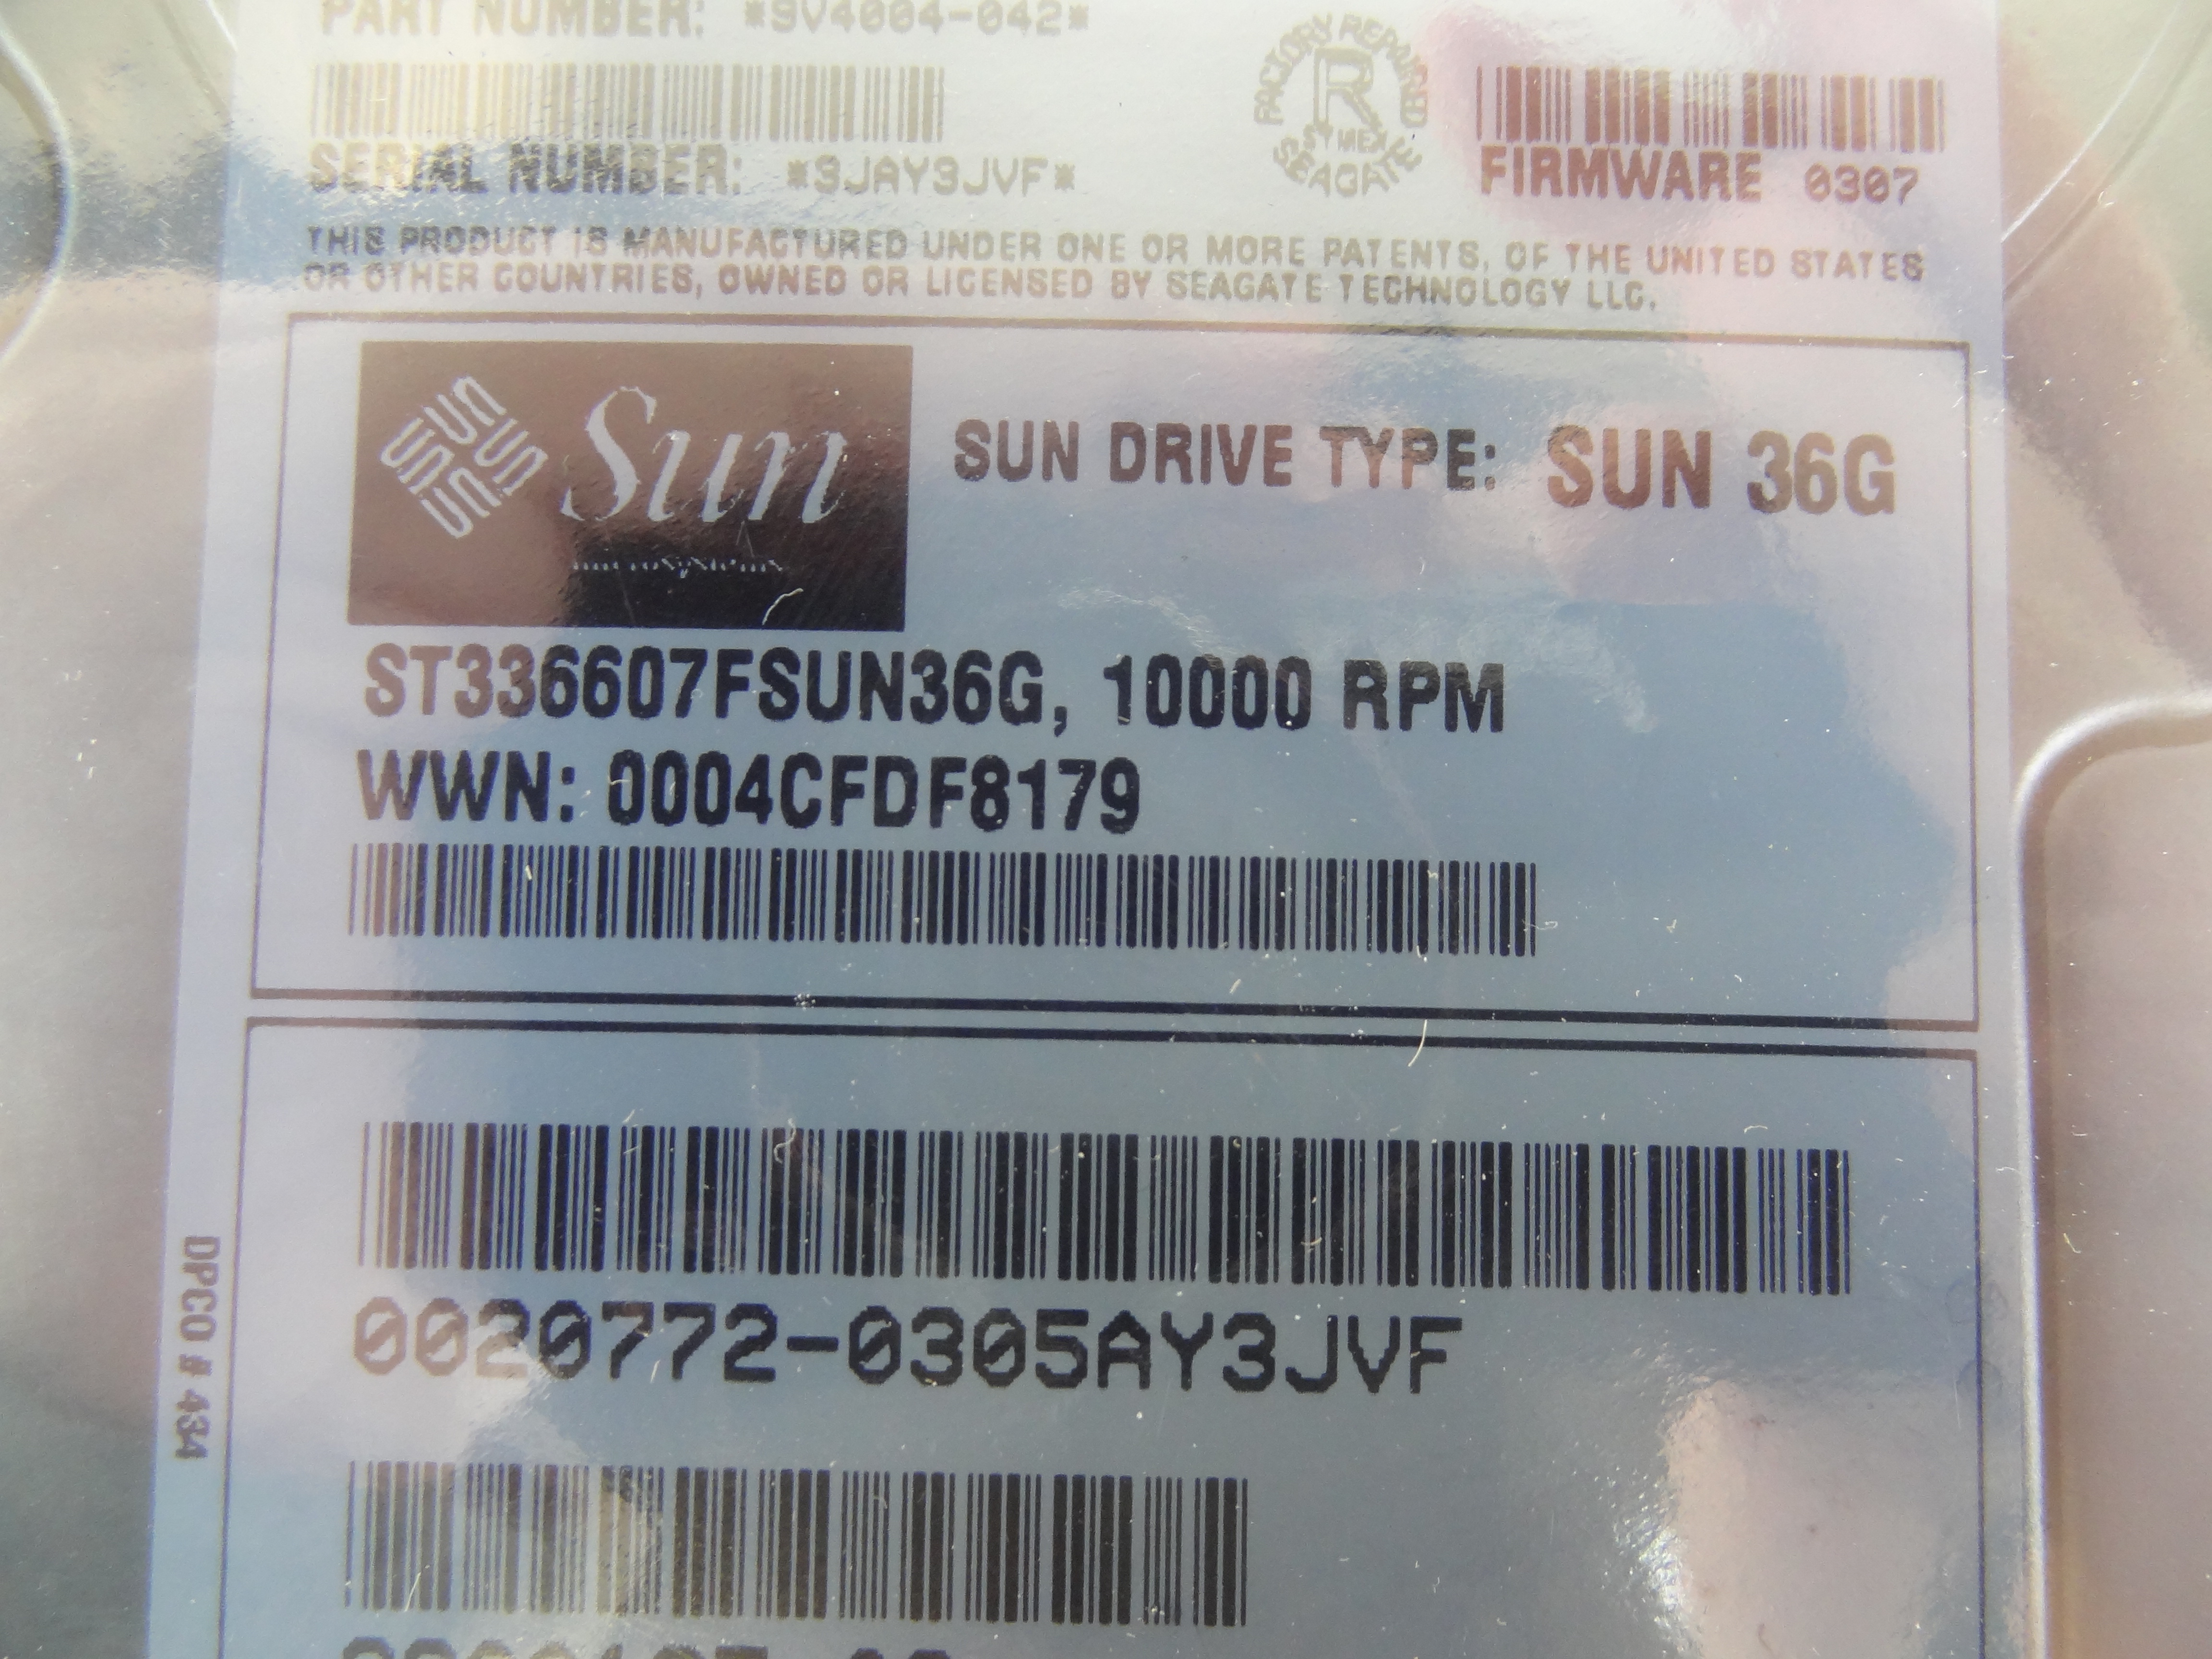 PART NUMBER: *9V4004-042*
SERIAL NUMBER: *3JAY3JVF*
FACTORY REPAIRED
R
SEAGATE
FIRMWARE 0307
THIS PRODUCT IS MANUFACTURED UNDER ONE OR MORE PATENTS, OF THE UNITED STATES
OR OTHER COUNTRIES, OWNED OR LICENSED BY SEAGATE TECHNOLOGY LLC.
Sun
SUN DRIVE TYPE: SUN 36G
ST336607FSUN36G, 10000 RPM
WWN: 0004CFDF8179
0020772-0305AY3JVF
DPCO # 434